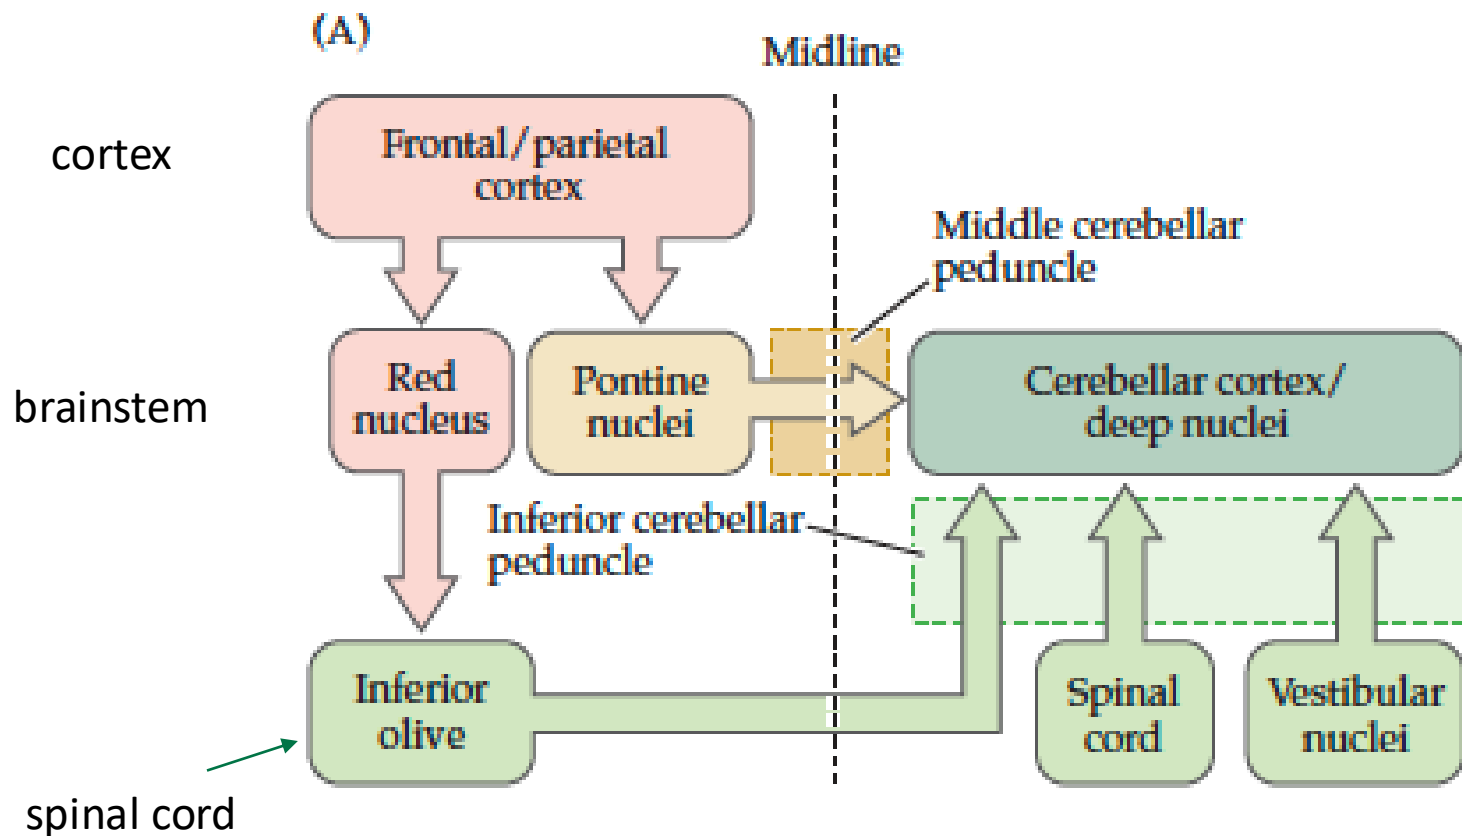 (A)
Midline
cortex
Frontal/parietal
cortex
Middle cerebellar
peduncle
brainstem
Red
nucleus
Pontine
nuclei
Cerebellar cortex/
deep nuclei
Inferior cerebellar
peduncle
Inferior
olive
Spinal
cord
Vestibular
nuclei
spinal cord